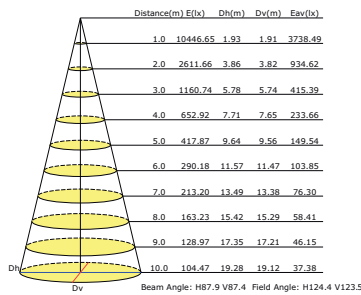 Distance(m) E(lx) Dh(m) Dv(m) Eav(lx)
1.0 10446.65 1.93 1.91 3738.49
2.0 2611.66 3.86 3.82 934.62
3.0 1160.74 5.78 5.74 415.39
4.0 652.92 7.71 7.65 233.66
5.0 417.87 9.64 9.56 149.54
6.0 290.18 11.57 11.47 103.85
7.0 213.20 13.49 13.38 76.30
8.0 163.23 15.42 15.29 58.41
9.0 128.97 17.35 17.21 46.15
Dh 10.0 104.47 19.28 19.12 37.38
Dv Beam Angle: H87.9 V87.4 Field Angle: H124.4 V123.5